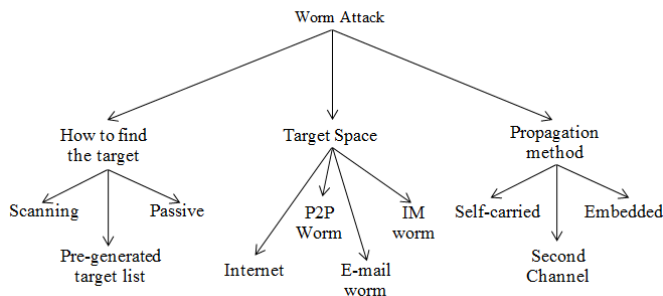 Worm Attack
How to find
the target
Target Space
Propagation
method
Scanning
Passive
P2P
Worm
IM
worm
Self-carried
Embedded
Pre-generated
target list
Internet
E-mail
worm
Second
Channel